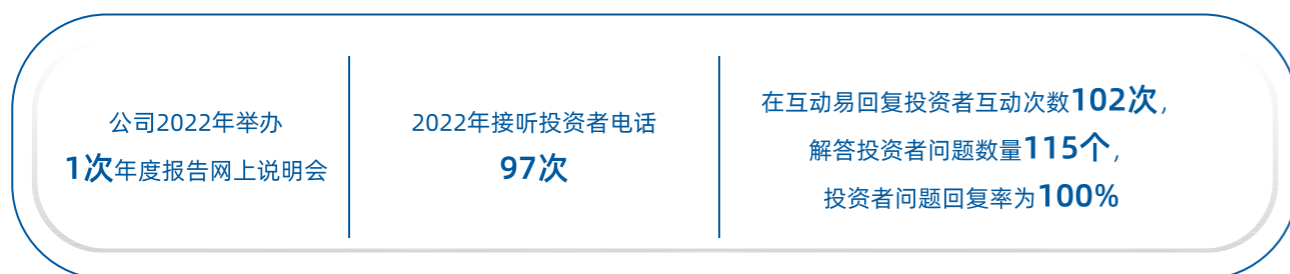 公司2022年举办
1次年度报告网上说明会
2022年接听投资者电话
97次
在互动易回复投资者互动次数102次，
解答投资者问题数量115个，
投资者问题回复率为100%